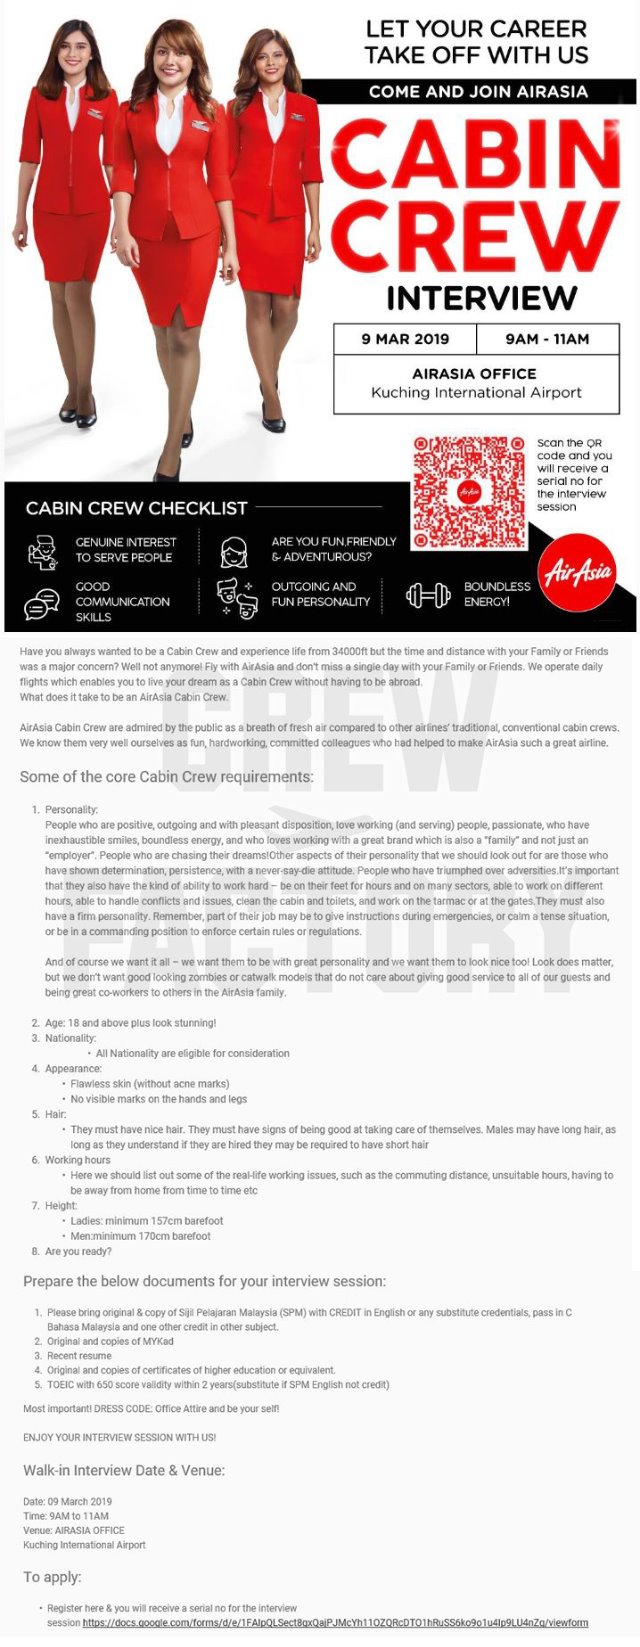 LET YOUR CAREER
TAKE OFF WITH US
COME AND JOIN AIRASIA
CABIN
CREW
INTERVIEW
9 MAR 2019
9AM - 11AM
AIRASIA OFFICE
Kuching International Airport
Scan the QR
code and you
will receive a
serial no for
the interview
session
AirAsia
AirAsia
CABIN CREW CHECKLIST
GENUINE INTEREST
TO SERVE PEOPLE
ARE YOU FUN,FRIENDLY
& ADVENTUROUS?
GOOD
COMMUNICATION
SKILLS
OUTGOING AND
FUN PERSONALITY
BOUNDLESS
ENERGY!
CREW
FACTORY
Have you always wanted to be a Cabin Crew and experience life from 34000ft but the time and distance with your Family or Friends
was a major concern? Well not anymore! Fly with AirAsia and don't miss a single day with your Family or Friends. We operate daily
flights which enables you to live your dream as a Cabin Crew without having to be abroad.
What does it take to be an AirAsia Cabin Crew.
AirAsia Cabin Crew are admired by the public as a breath of fresh air compared to other airlines' traditional, conventional cabin crews.
We know them very well ourselves as fun, hardworking, committed colleagues who had helped to make AirAsia such a great airline.
Some of the core Cabin Crew requirements:
1. Personality:
People who are positive, outgoing and with pleasant disposition, love working (and serving) people, passionate, who have
inexhaustible smiles, boundless energy, and who loves working with a great brand which is also a "family" and not just an
"employer". People who are chasing their dreams!Other aspects of their personality that we should look out for are those who
have shown determination, persistence, with a never-say-die attitude. People who have triumphed over adversities.It's important
that they also have the kind of ability to work hard – be on their feet for hours and on many sectors, able to work on different
hours, able to handle conflicts and issues, clean the cabin and toilets, and work on the tarmac or at the gates.They must also
have a firm personality. Remember, part of their job may be to give instructions during emergencies, or calm a tense situation,
or be in a commanding position to enforce certain rules or regulations.
And of course we want it all – we want them to be with great personality and we want them to look nice too! Look does matter,
but we don't want good looking zombies or catwalk models that do not care about giving good service to all of our guests and
being great co-workers to others in the AirAsia family.
2. Age: 18 and above plus look stunning!
3. Nationality:
• All Nationality are eligible for consideration
4. Appearance:
• Flawless skin (without acne marks)
• No visible marks on the hands and legs
5. Hair:
• They must have nice hair. They must have signs of being good at taking care of themselves. Males may have long hair, as
long as they understand if they are hired they may be required to have short hair
6. Working hours
• Here we should list out some of the real-life working issues, such as the commuting distance, unsuitable hours, having to
be away from home from time to time etc
7. Height:
• Ladies: minimum 157cm barefoot
• Men:minimum 170cm barefoot
8. Are you ready?
Prepare the below documents for your interview session:
1. Please bring original & copy of Sijil Pelajaran Malaysia (SPM) with CREDIT in English or any substitute credentials, pass in C
Bahasa Malaysia and one other credit in other subject.
2. Original and copies of MYKad
3. Recent resume
4. Original and copies of certificates of higher education or equivalent.
5. TOEIC with 650 score validity within 2 years(substitute if SPM English not credit)
Most important! DRESS CODE: Office Attire and be your self!
ENJOY YOUR INTERVIEW SESSION WITH US!
Walk-in Interview Date & Venue:
Date: 09 March 2019
Time: 9AM to 11AM
Venue: AIRASIA OFFICE
Kuching International Airport
To apply:
• Register here & you will receive a serial no for the interview
session https://docs.google.com/forms/d/e/1FAIpQLSect8gxQajPJMcYh11OZQRcDTO1hRuSS6ko9o1u4Ip9LU4nZg/viewform